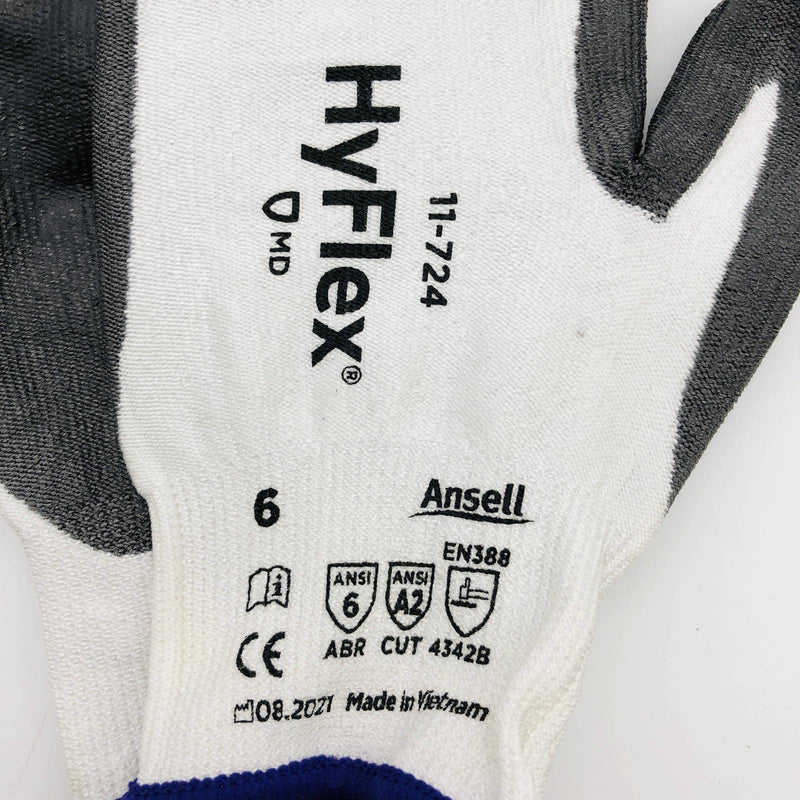 11-724
HyFlex®
MD
6
Ansell
EN388
ANSI
6
ANSI
A2
ABR CUT 4342B
CE
08.2021 Made in Vietnam